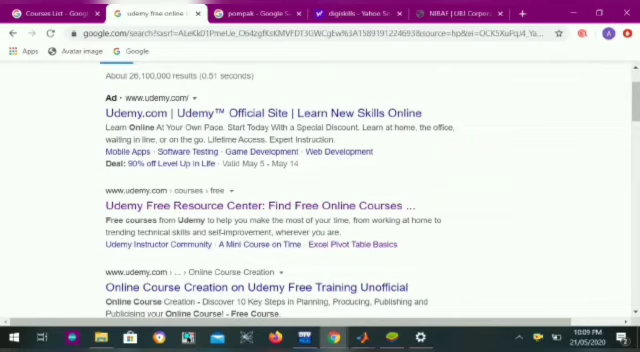 Courses List - G
udemy free online c
pompak - Google Se
digiskills - Yahoo Se
NIBAF | UBJ Corpora
Apps
Avatar image
Google
About 26,100,000 results (0.51 seconds)
Ad · www.udemy.com/
Udemy.com | Udemy™ Official Site | Learn New Skills Online
Learn Online At Your Own Pace. Start Today With a Special Discount. Learn at home, the office,
waiting in line, or on the go. Lifetime Access. Expert Instruction.
Mobile Apps · Software Testing · Game Development · Web Development
Deal: 90% off Level Up In Life · Valid May 5 - May 14
www.udemy.com › courses › free
Udemy Free Resource Center: Find Free Online Courses ...
Free courses from Udemy to help you make the most of your time, from working at home to
trending technical skills and self-improvement, wherever you are.
Udemy Instructor Community · A Mini Course on Time · Excel Pivot Table Basics
www.udemy.com › ... › Online Course Creation
Online Course Creation on Udemy Free Training Unofficial
Online Course Creation - Discover 10 Key Steps in Planning, Producing, Publishing and
Publicising your Online Course! - Free Course.
10:09 PM
21/05/2020